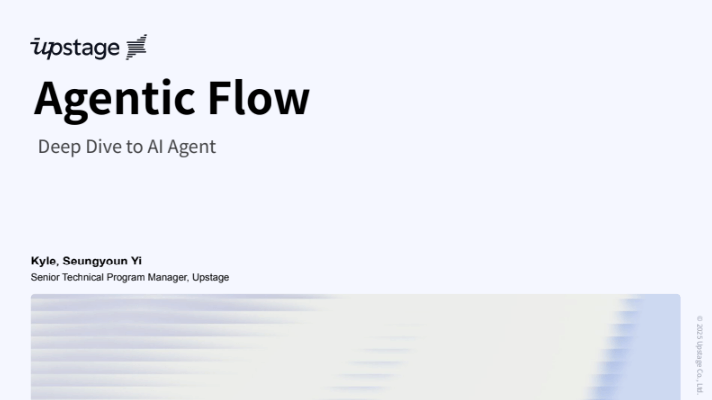 upstage
Agentic Flow
Deep Dive to AI Agent
Kyle, Seungyoun Yi
Senior Technical Program Manager, Upstage
© 2025 Upstage Co., Ltd.